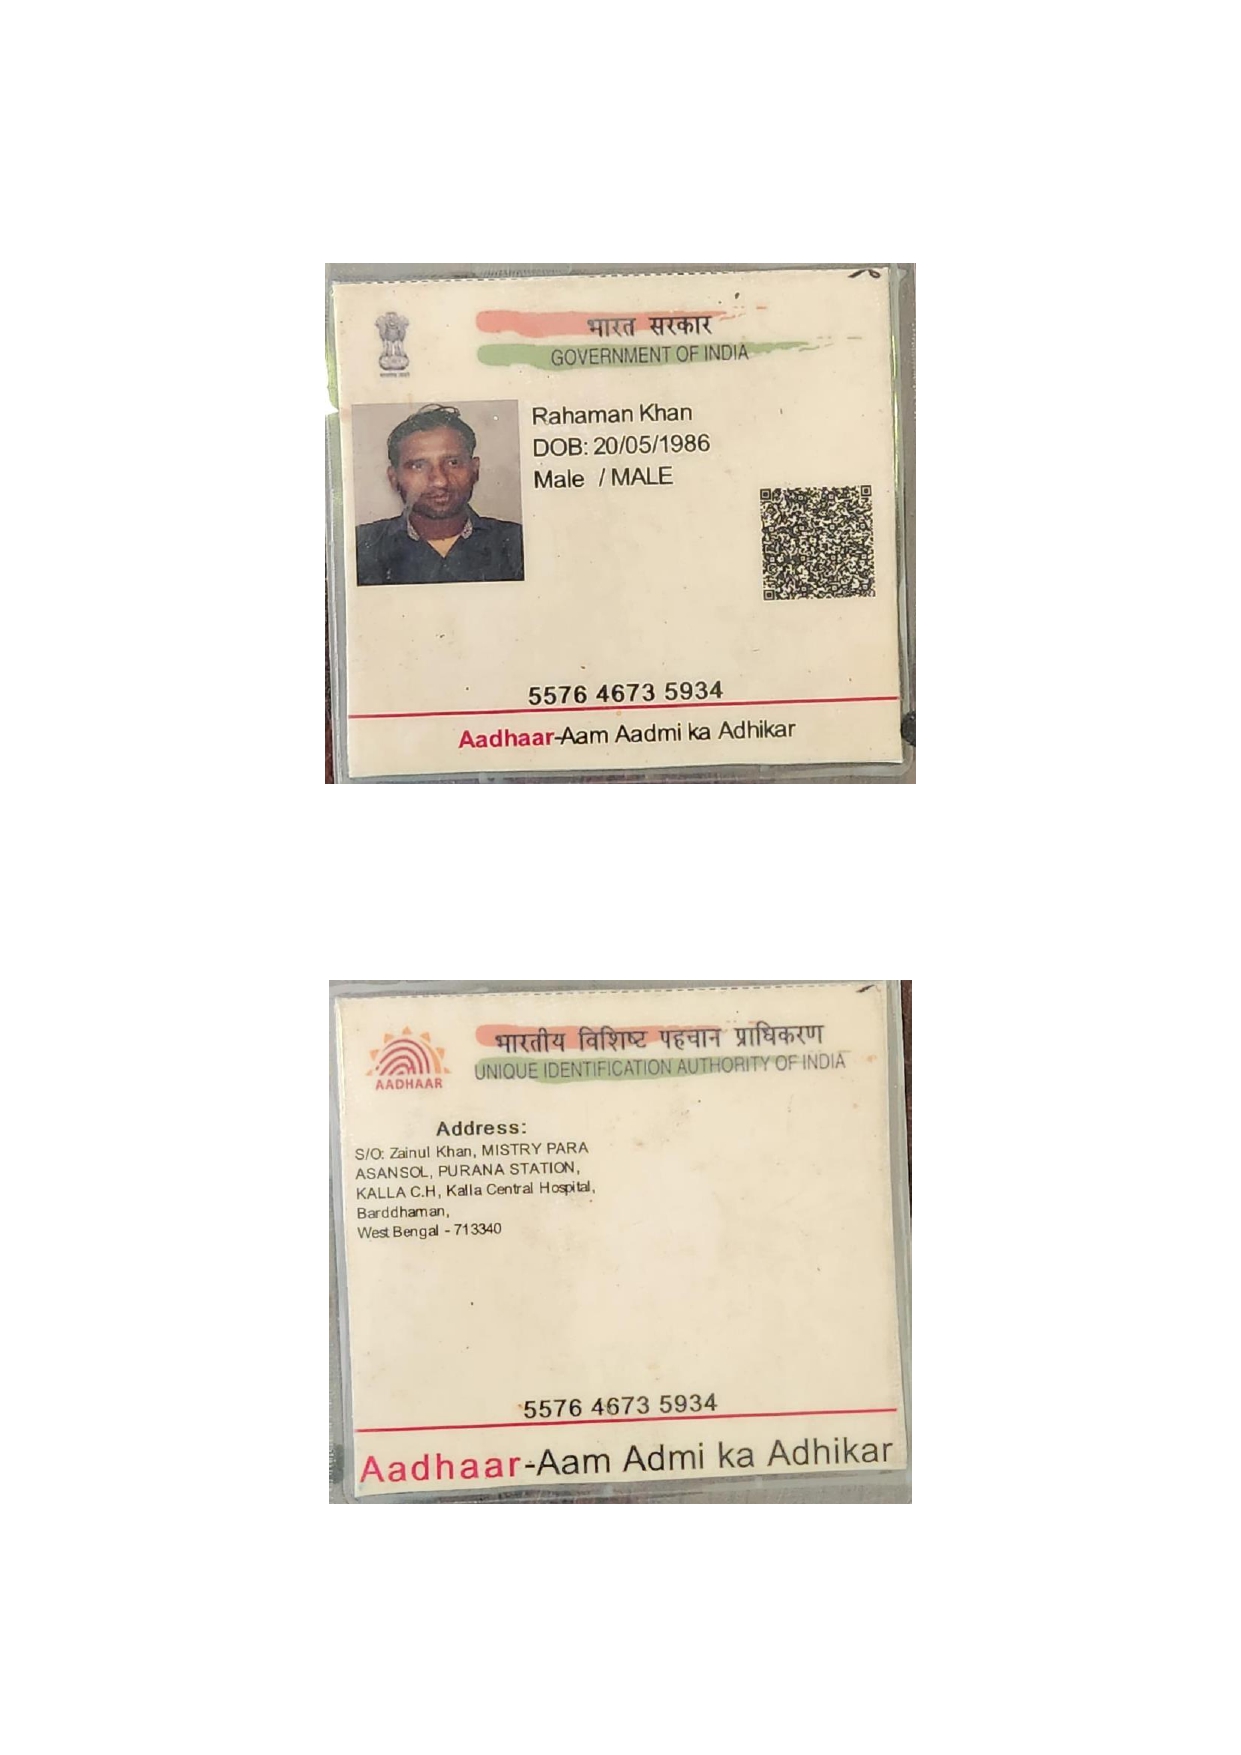 भारत सरकार
GOVERNMENT OF INDIA
Rahaman Khan
DOB: 20/05/1986
Male / MALE
5576 4673 5934
Aadhaar-Aam Aadmi ka Adhikar
भारतीय विशिष्ट पहचान प्राधिकरण
UNIQUE IDENTIFICATION AUTHORITY OF INDIA
AADHAAR
Address:
S/O: Zainul Khan, MISTRY PARA
ASANSOL, PURANA STATION,
KALLA C.H, Kalla Central Hospital,
Barddhaman,
West Bengal - 713340
5576 4673 5934
Aadhaar-Aam Admi ka Adhikar